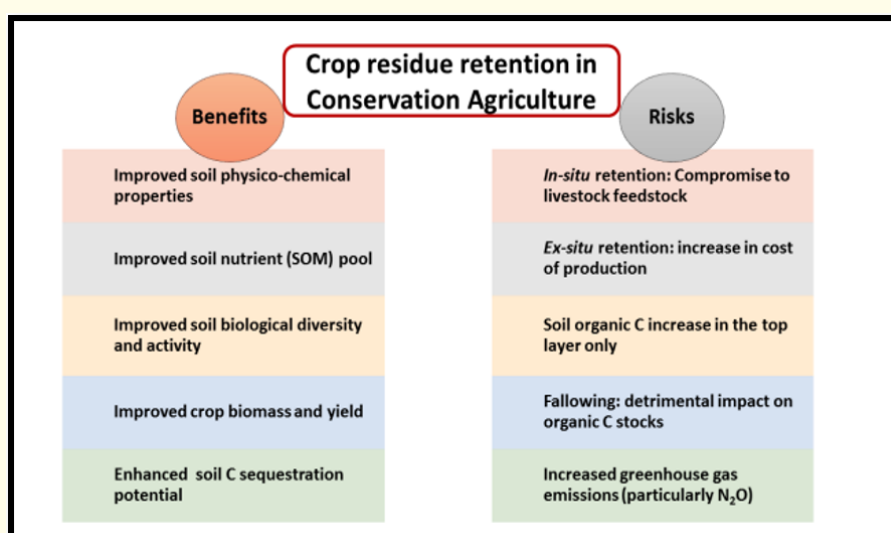 Crop residue retention in
Conservation Agriculture
Benefits
Improved soil physico-chemical
properties
Improved soil nutrient (SOM) pool
Improved soil biological diversity
and activity
Improved crop biomass and yield
Enhanced soil C sequestration
potential
Risks
In-situ retention: Compromise to
livestock feedstock
Ex-situ retention: increase in cost
of production
Soil organic C increase in the top
layer only
Fallowing: detrimental impact on
organic C stocks
Increased greenhouse gas
emissions (particularly N₂O)